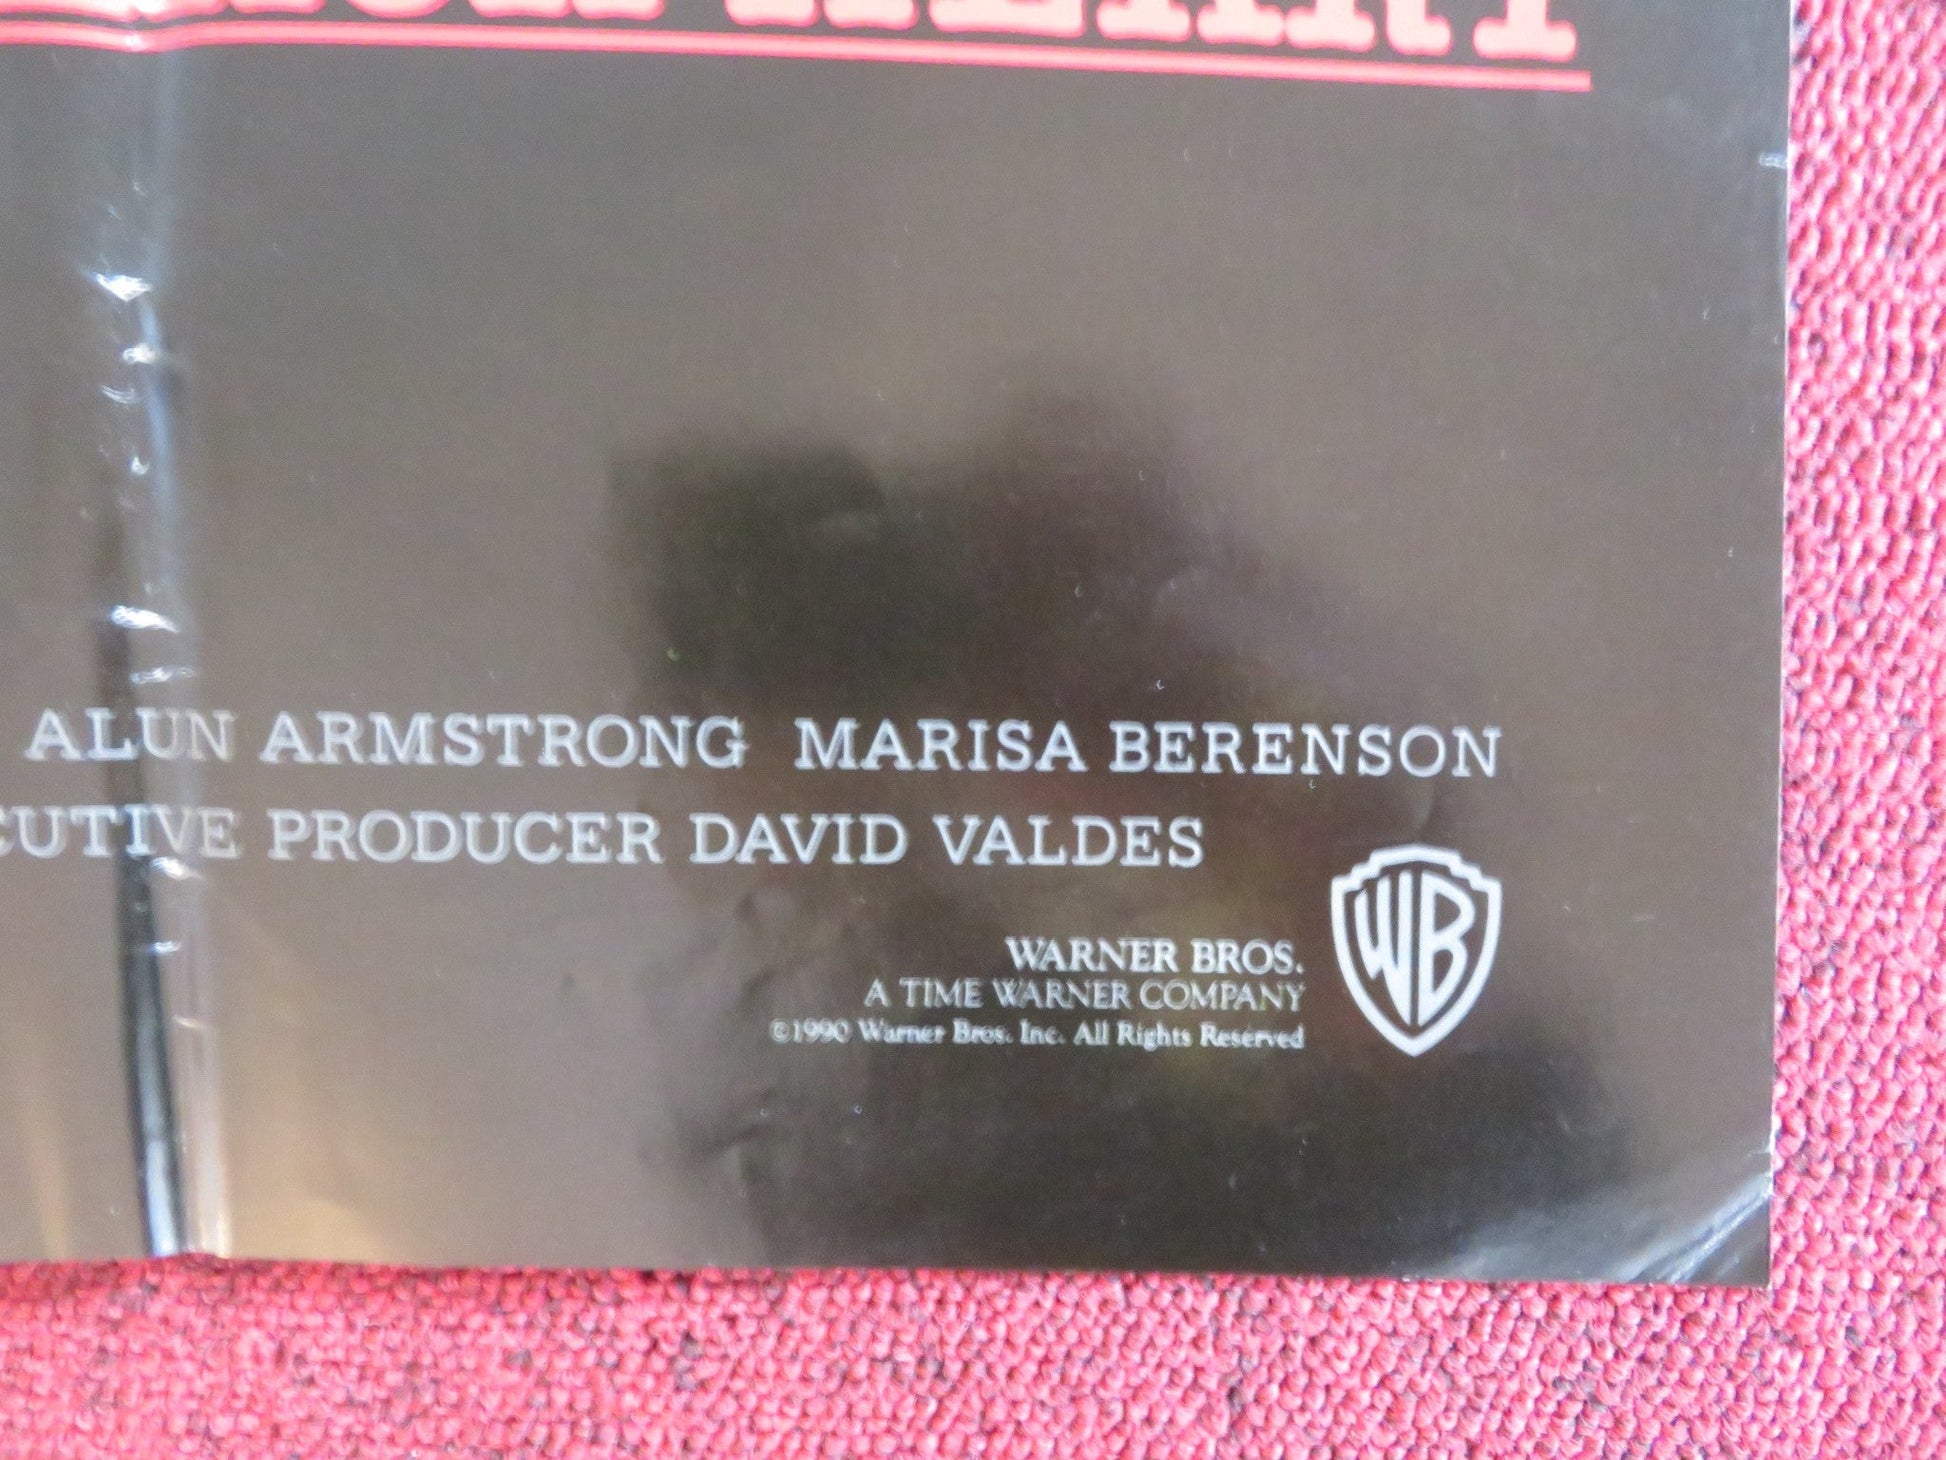 HEART
ALUN ARMSTRONG MARISA BERENSON
CUTIVE PRODUCER DAVID VALDES
WB
WARNER BROS.
A TIME WARNER COMPANY
©1990 Warner Bros. Inc. All Rights Reserved